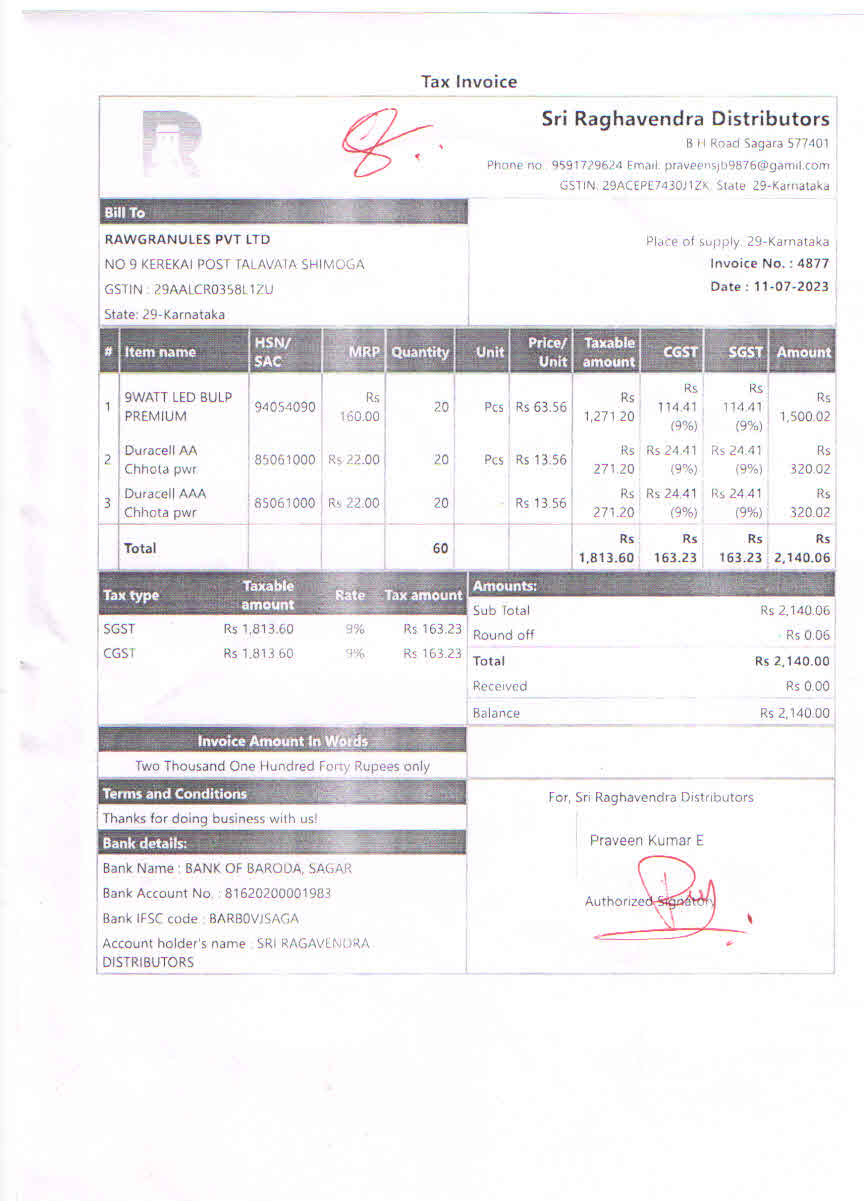 Tax Invoice
Sri Raghavendra Distributors
B H Road Sagara 577401
Phone no.: 9591729624 Email: praveensjb9876@gamil.com
GSTIN: 29ACEPE7430J1ZK, State: 29-Karnataka
Bill To
RAWGRANULES PVT LTD
NO 9 KEREKAI POST TALAVATA SHIMOGA
GSTIN : 29AALCR0358L1ZU
State: 29-Karnataka
Place of supply: 29-Karnataka
Invoice No. : 4877
Date : 11-07-2023
# Item name HSN/ SAC MRP Quantity Unit Price/ Unit Taxable amount CGST SGST Amount
1 9WATT LED BULP PREMIUM 94054090 Rs 160.00 20 Pcs Rs 63.56 Rs 1,271.20 Rs 114.41 (9%) Rs 114.41 (9%) Rs 1,500.02
2 Duracell AA Chhota pwr 85061000 Rs 22.00 20 Pcs Rs 13.56 Rs 271.20 Rs 24.41 (9%) Rs 24.41 (9%) Rs 320.02
3 Duracell AAA Chhota pwr 85061000 Rs 22.00 20 - Rs 13.56 Rs 271.20 Rs 24.41 (9%) Rs 24.41 (9%) Rs 320.02
Total 60 Rs 1,813.60 Rs 163.23 Rs 163.23 Rs 2,140.06
Tax type Taxable amount Rate Tax amount
SGST Rs 1,813.60 9% Rs 163.23
CGST Rs 1,813.60 9% Rs 163.23
Amounts:
Sub Total Rs 2,140.06
Round off - Rs 0.06
Total Rs 2,140.00
Received Rs 0.00
Balance Rs 2,140.00
Invoice Amount In Words
Two Thousand One Hundred Forty Rupees only
Terms and Conditions
Thanks for doing business with us!
Bank details:
Bank Name : BANK OF BARODA, SAGAR
Bank Account No. : 81620200001983
Bank IFSC code : BARB0VJSAGA
Account holder's name : SRI RAGAVENDRA
DISTRIBUTORS
For, Sri Raghavendra Distributors
Praveen Kumar E
Authorized Signatory